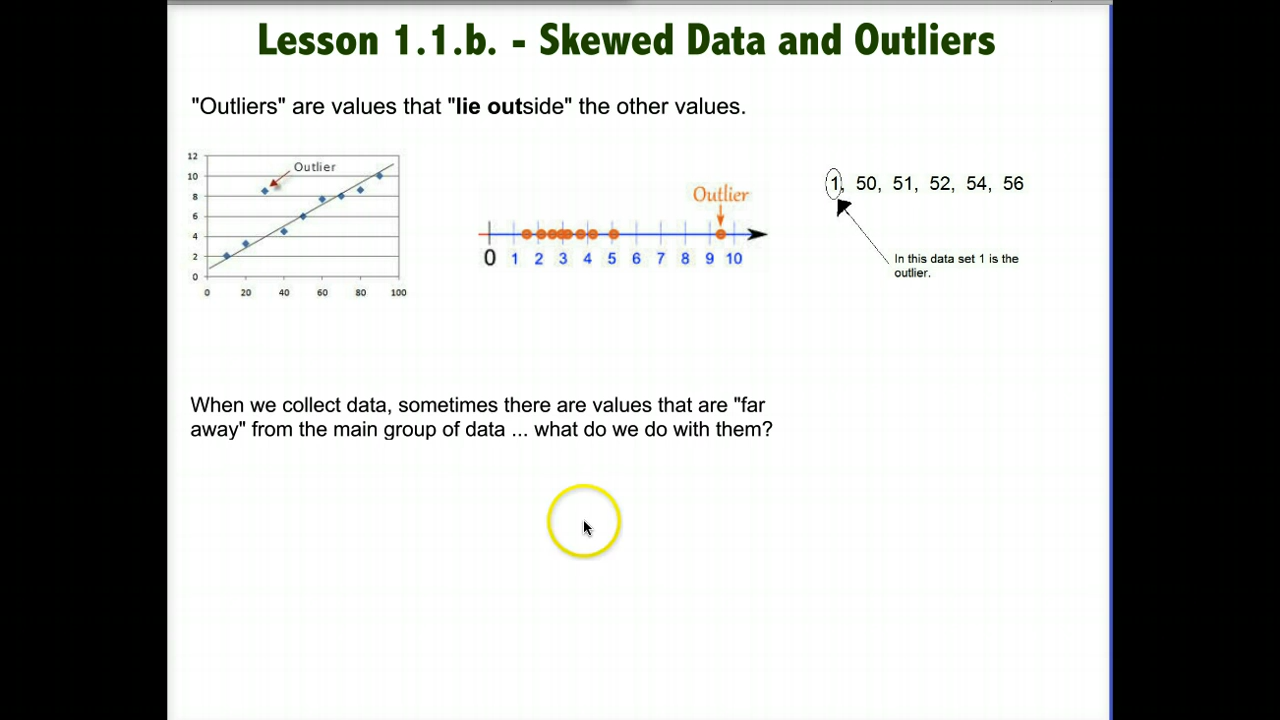 Lesson 1.1.b. - Skewed Data and Outliers
"Outliers" are values that "lie outside" the other values.
12
10
8
6
4
2
0
Outlier
0 20 40 60 80 100
Outlier
0 1 2 3 4 5 6 7 8 9 10
1, 50, 51, 52, 54, 56
In this data set 1 is the
outlier.
When we collect data, sometimes there are values that are "far
away" from the main group of data ... what do we do with them?